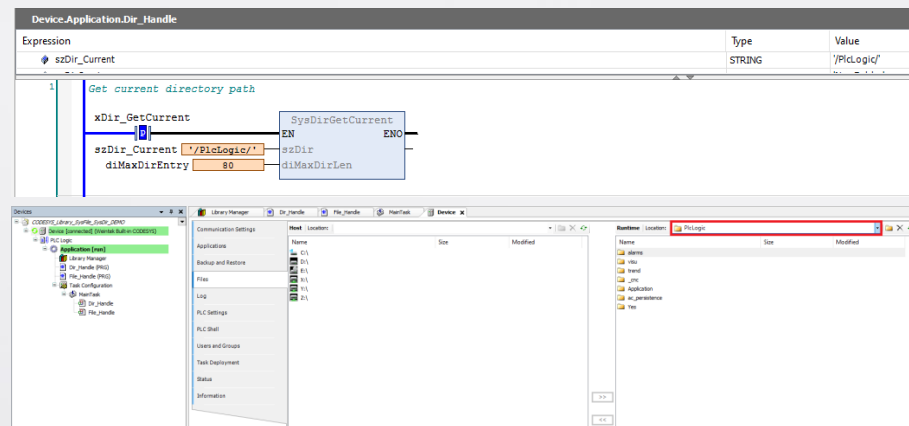 Device.Application.Dir_Handle
Expression Type Value
szDir_Current STRING '/PlcLogic/'
1 Get current directory path
xDir_GetCurrent SysDirGetCurrent
P EN ENO
szDir_Current '/PlcLogic/' szDir
diMaxDirEntry 80 diMaxDirLen
Devices Library Manager Dir_Handle File_Handle MainTask Device x
CODESYS_Library_SysFile_SysDir_DEMO
Device [connected] (Weintek Built-in CODESYS)
PLC Logic
Application [run]
Library Manager
Dir_Handle (PRG)
File_Handle (PRG)
Task Configuration
MainTask
Dir_Handle
File_Handle
Communication Settings
Applications
Backup and Restore
Files
Log
PLC Settings
PLC Shell
Users and Groups
Task Deployment
Status
Information
Host Location:
Name Size Modified
C:\
D:\
E:\
X:\
Y:\
Z:\
Runtime Location: PlcLogic
Name Size Modified
alarms
visu
trend
_cnc
Application
ac_persistence
Yes
>>
<<